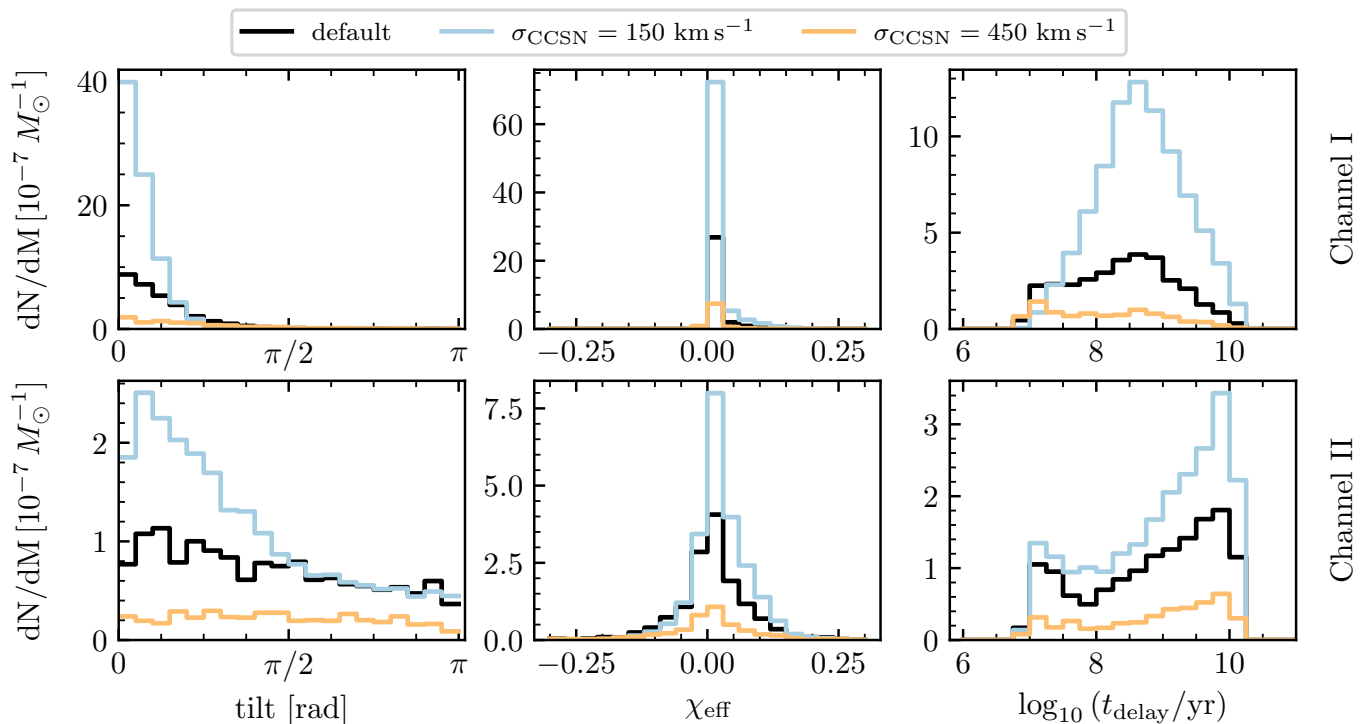 default σ_CCSN = 150 km s⁻¹ σ_CCSN = 450 km s⁻¹
dN/dM [10⁻⁷ M_⊙⁻¹]
40
20
0
0 π/2 π
60
40
20
0
−0.25 0.00 0.25
10
5
0
6 8 10
Channel I
dN/dM [10⁻⁷ M_⊙⁻¹]
2
1
0
0 π/2 π
tilt [rad]
7.5
5.0
2.5
0.0
−0.25 0.00 0.25
χ_eff
3
2
1
0
6 8 10
log₁₀ (t_delay/yr)
Channel II